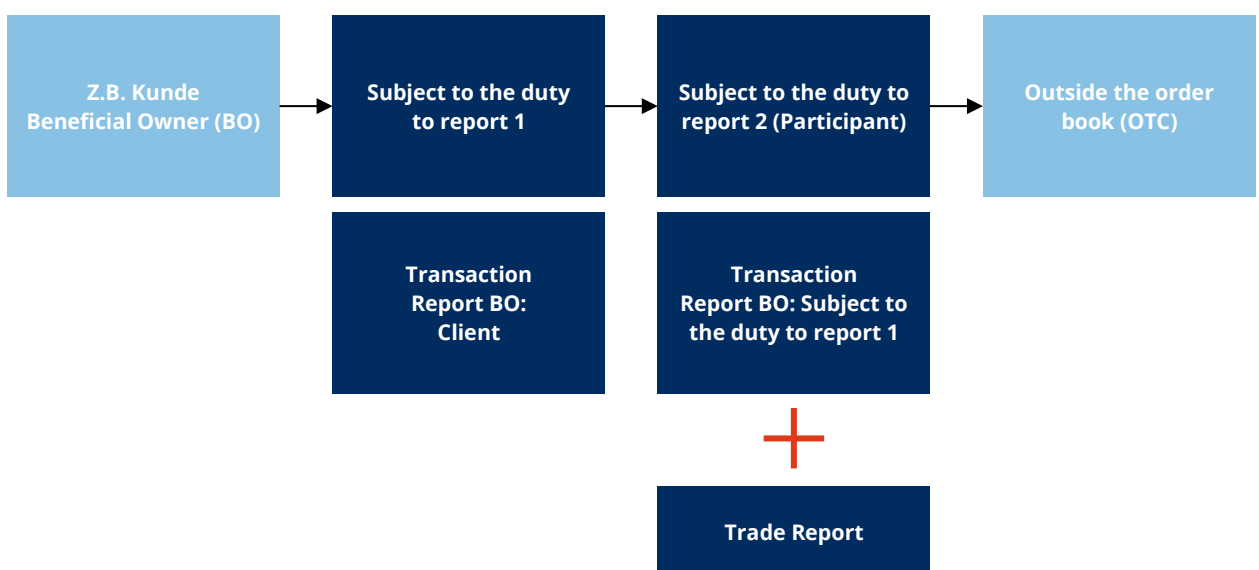 Z.B. Kunde
Beneficial Owner (BO)
Subject to the duty
to report 1
Subject to the duty to
report 2 (Participant)
Outside the order
book (OTC)
Transaction
Report BO:
Client
Transaction
Report BO: Subject to
the duty to report 1
Trade Report